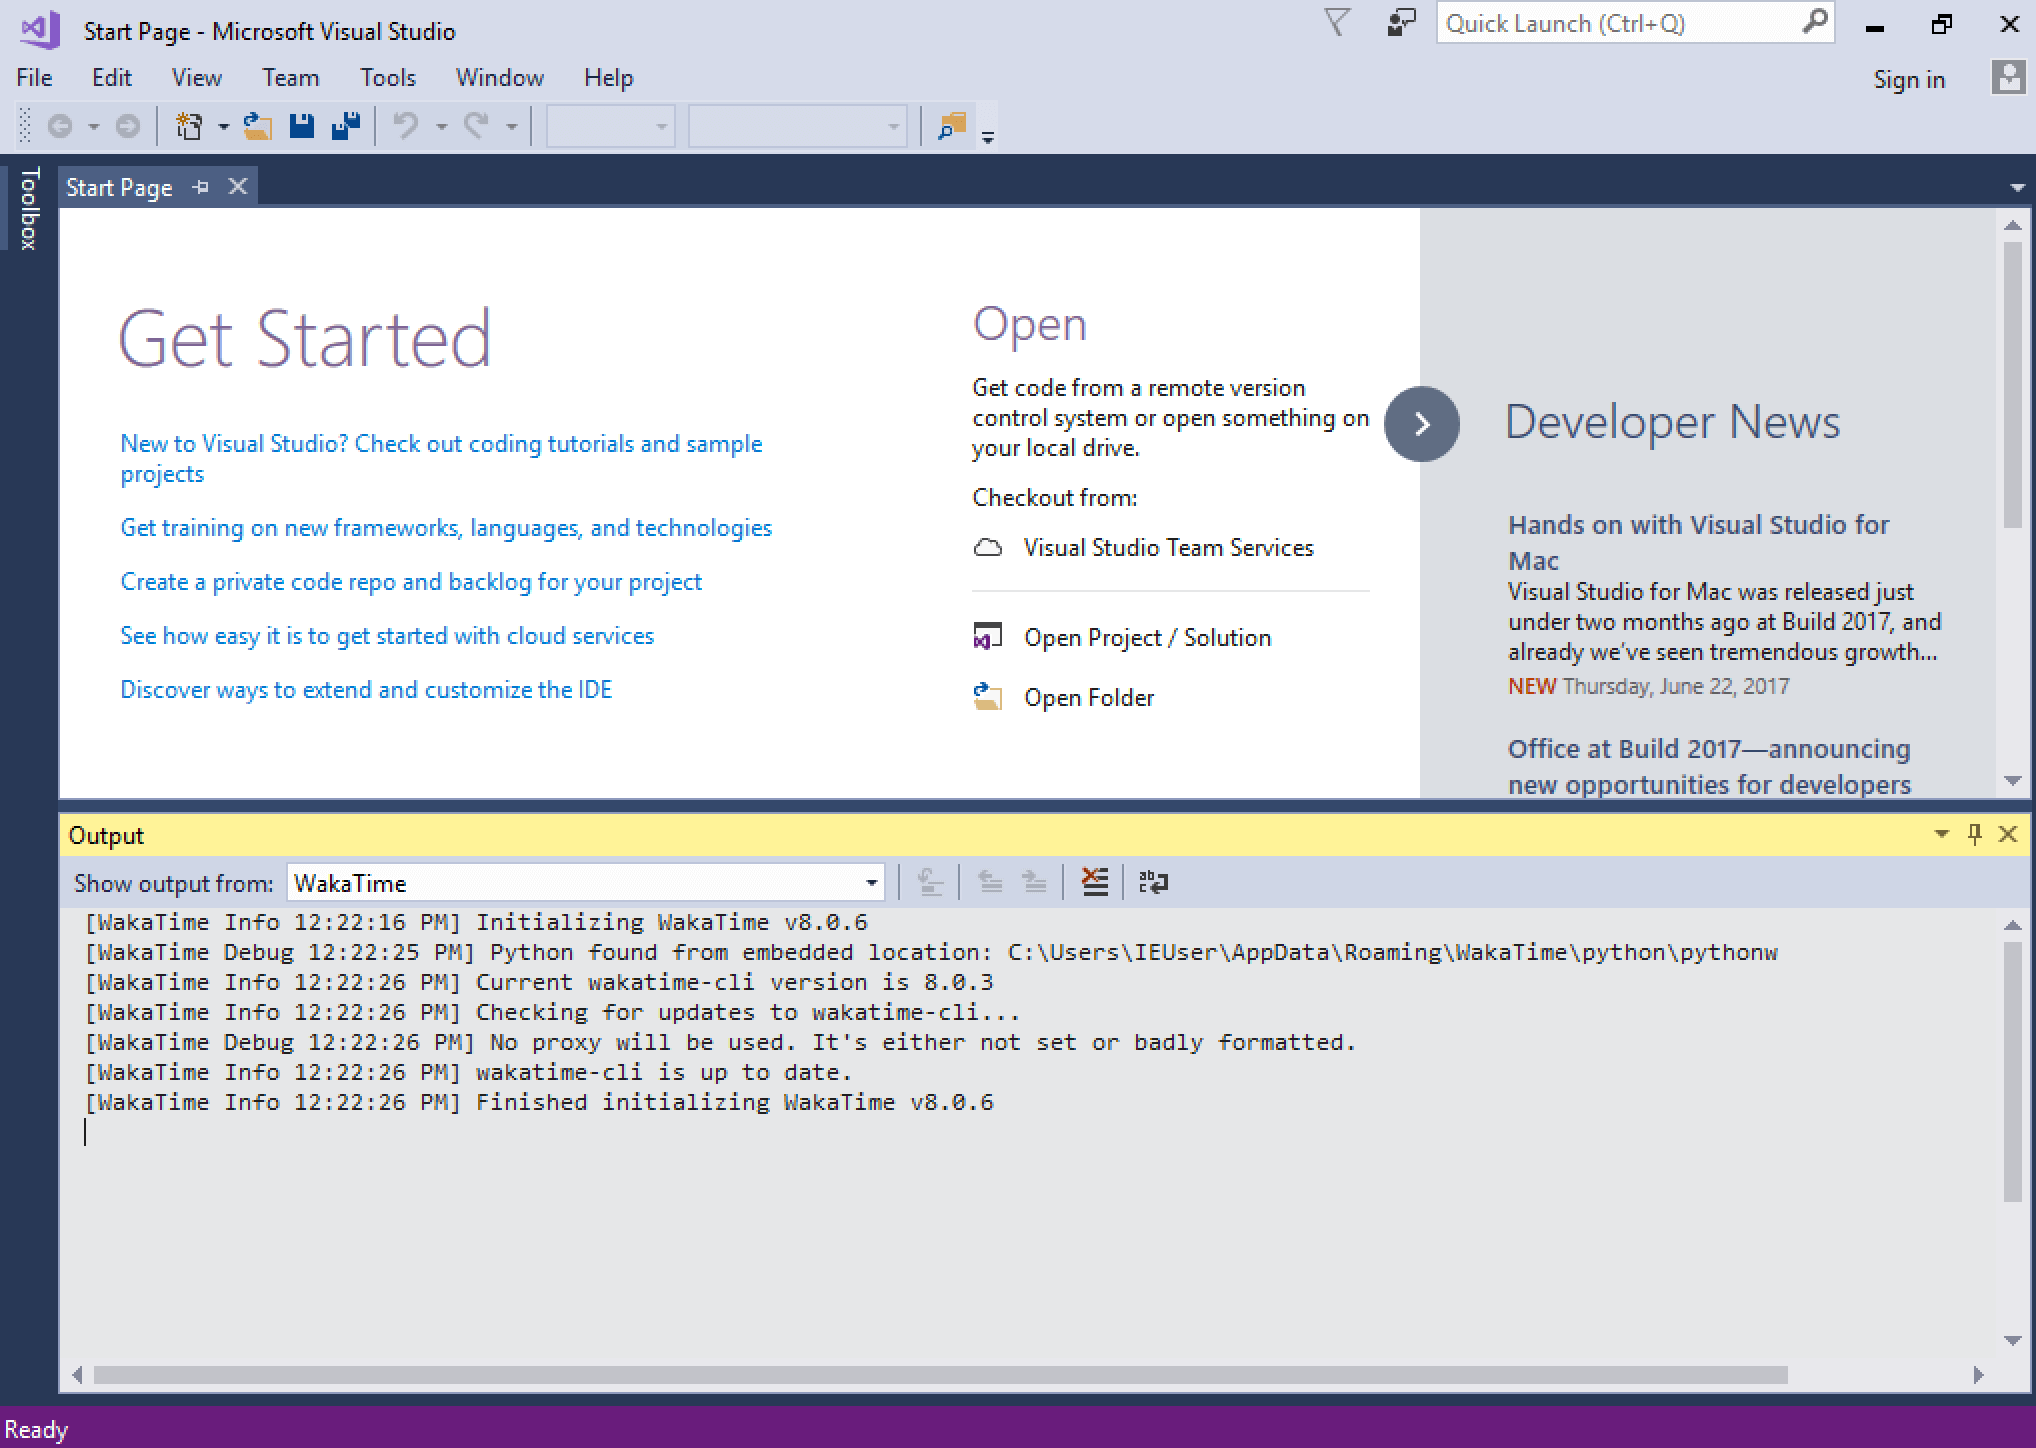 Start Page - Microsoft Visual Studio
Quick Launch (Ctrl+Q)
File Edit View Team Tools Window Help
Sign in
Toolbox
Start Page
Get Started
New to Visual Studio? Check out coding tutorials and sample
projects
Get training on new frameworks, languages, and technologies
Create a private code repo and backlog for your project
See how easy it is to get started with cloud services
Discover ways to extend and customize the IDE
Open
Get code from a remote version
control system or open something on
your local drive.
Checkout from:
Visual Studio Team Services
Open Project / Solution
Open Folder
Developer News
Hands on with Visual Studio for
Mac
Visual Studio for Mac was released just
under two months ago at Build 2017, and
already we've seen tremendous growth...
NEW Thursday, June 22, 2017
Office at Build 2017—announcing
new opportunities for developers
Output
Show output from: WakaTime
[WakaTime Info 12:22:16 PM] Initializing WakaTime v8.0.6
[WakaTime Debug 12:22:25 PM] Python found from embedded location: C:\Users\IEUser\AppData\Roaming\WakaTime\python\pythonw
[WakaTime Info 12:22:26 PM] Current wakatime-cli version is 8.0.3
[WakaTime Info 12:22:26 PM] Checking for updates to wakatime-cli...
[WakaTime Debug 12:22:26 PM] No proxy will be used. It's either not set or badly formatted.
[WakaTime Info 12:22:26 PM] wakatime-cli is up to date.
[WakaTime Info 12:22:26 PM] Finished initializing WakaTime v8.0.6
Ready